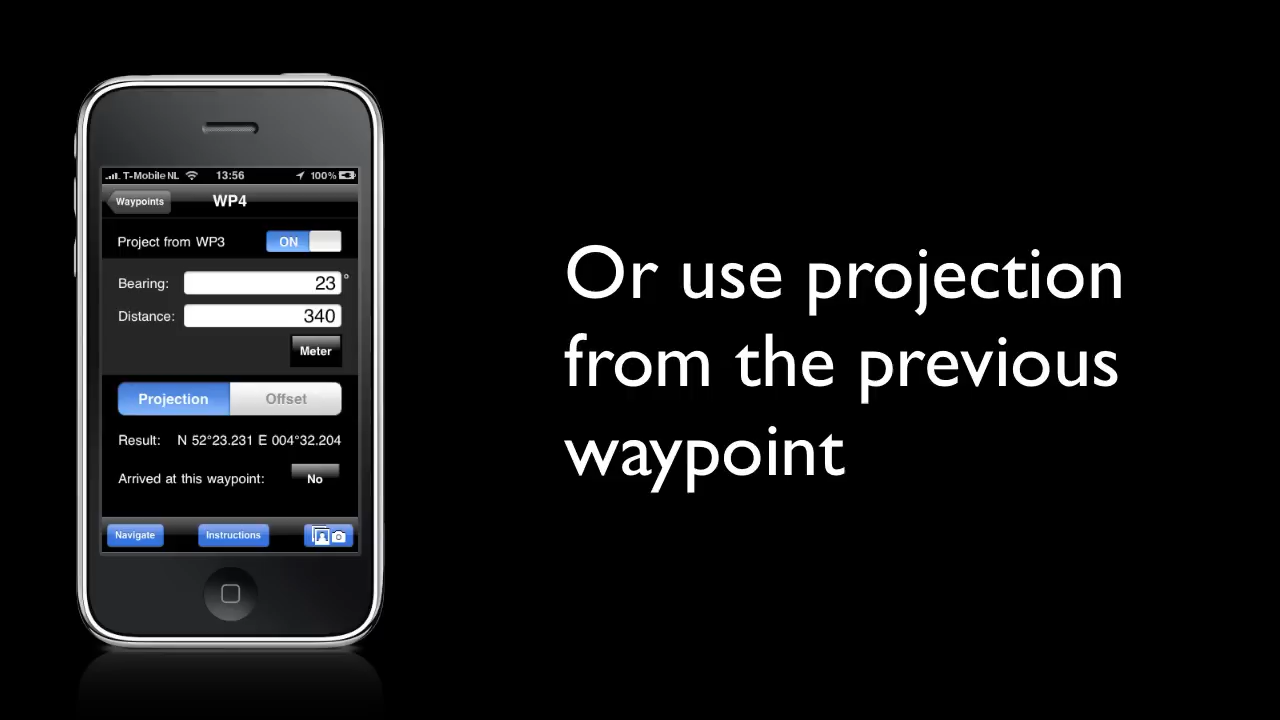 T-Mobile NL 13:56 100%
Waypoints WP4
Project from WP3 ON
Bearing: 23°
Distance: 340
Meter
Projection Offset
Result: N 52°23.231 E 004°32.204
Arrived at this waypoint: No
Navigate Instructions
Or use projection
from the previous
waypoint